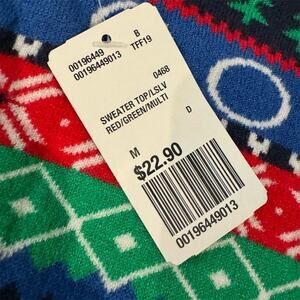 00196449 B
00196449013 TFF19
0468
SWEATER TOP/LSLV
RED/GREEN/MULTI
D
M
$22.90
00196449013